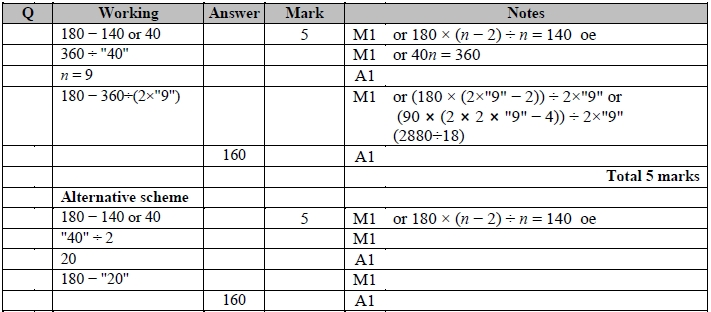 Q Working Answer Mark Notes
180 − 140 or 40 5 M1 or 180 × (n − 2) ÷ n = 140 oe
360 ÷ "40" M1 or 40n = 360
n = 9 A1
180 − 360÷(2×"9") M1 or (180 × (2×"9" − 2)) ÷ 2×"9" or
(90 × (2 × 2 × "9" − 4)) ÷ 2×"9"
(2880÷18)
160 A1
Total 5 marks
Alternative scheme
180 − 140 or 40 5 M1 or 180 × (n − 2) ÷ n = 140 oe
"40" ÷ 2 M1
20 A1
180 − "20" M1
160 A1